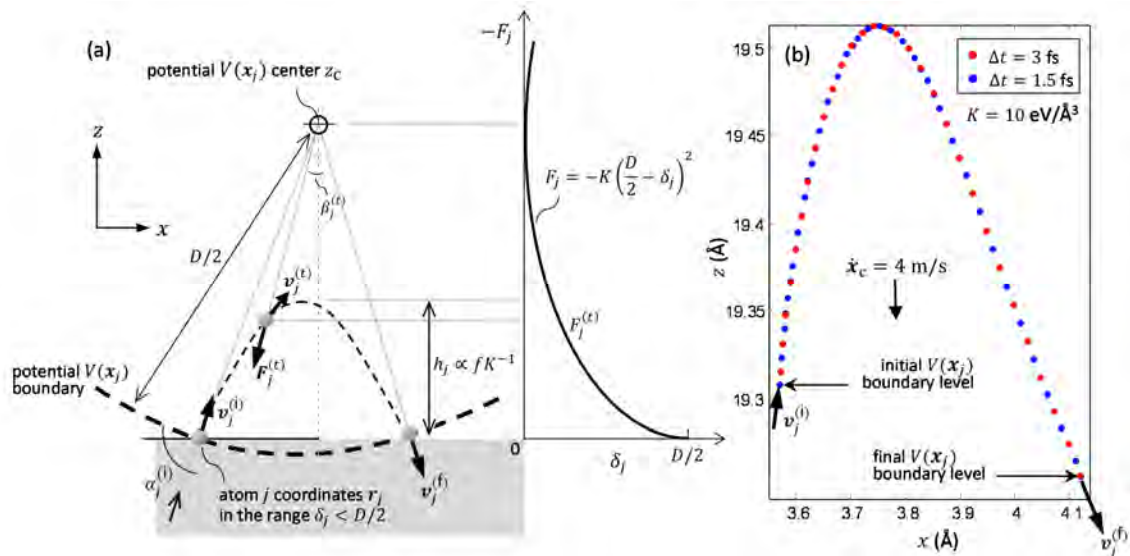 (a)
−F_j
potential V(x_j) center z_C
z
x
β_j^(t)
D/2
v_j^(t)
F_j^(t)
h_j ∝ fK^−1
potential V(x_j)
boundary
v_j^(i)
v_j^(f)
α_j^(i)
atom j coordinates r_j
in the range δ_j < D/2
F_j = −K(D/2 − δ_j)^2
F_j^(t)
0
δ_j
D/2
(b)
Δt = 3 fs
Δt = 1.5 fs
K = 10 eV/Å^3
19.5
19.45
19.4
19.35
19.3
z (Å)
ẋ_c = 4 m/s
initial V(x_j)
boundary level
v_j^(i)
final V(x_j)
boundary level
3.6 3.7 3.8 3.9 4 4.1
x (Å)
v_j^(f)